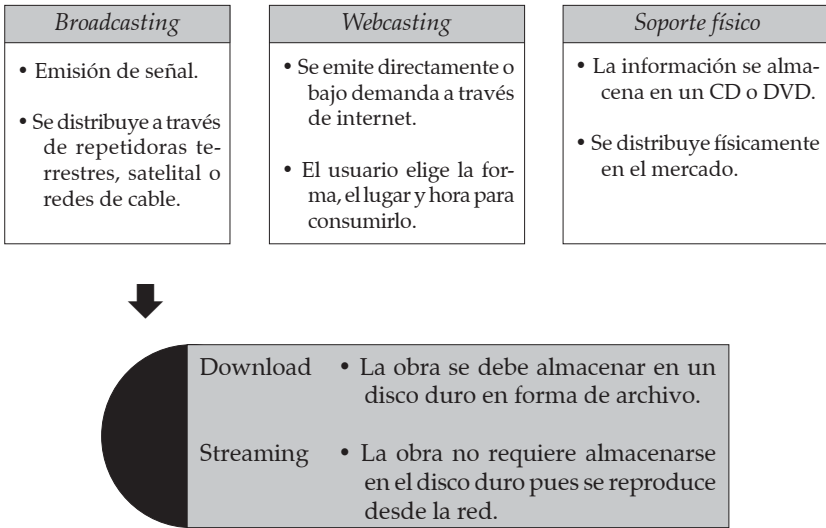 Broadcasting
• Emisión de señal.
• Se distribuye a través
de repetidoras te-
rrestres, satelital o
redes de cable.
Webcasting
• Se emite directamente o
bajo demanda a través
de internet.
• El usuario elige la for-
ma, el lugar y hora para
consumirlo.
Soporte físico
• La información se alma-
cena en un CD o DVD.
• Se distribuye físicamente
en el mercado.
Download • La obra se debe almacenar en un
disco duro en forma de archivo.
Streaming • La obra no requiere almacenarse
en el disco duro pues se reproduce
desde la red.